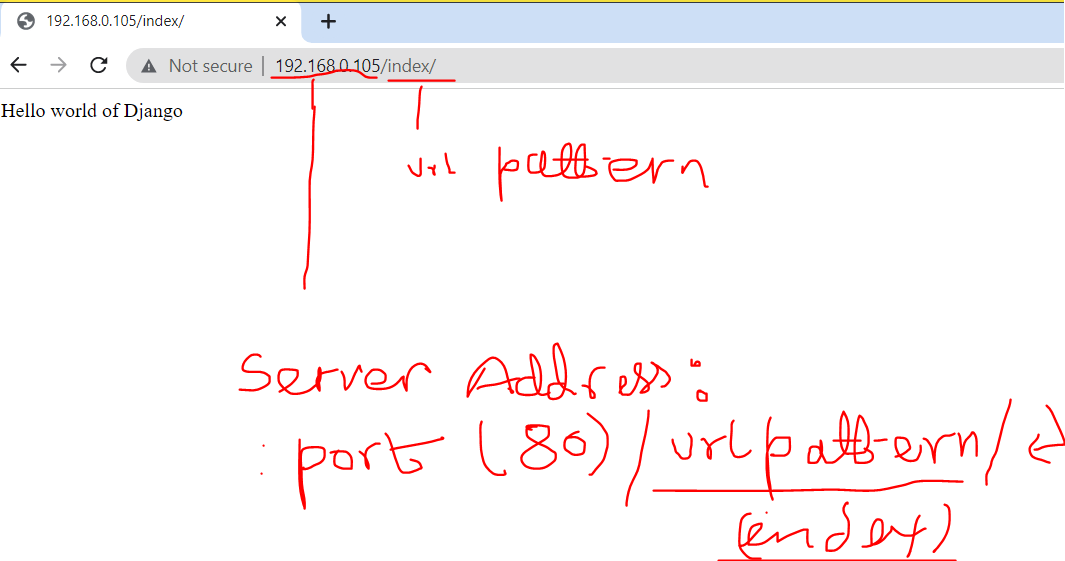 192.168.0.105/index/
Not secure | 192.168.0.105/index/
Hello world of Django
url pattern
Server Address:
: port (80) / urlpattern /
(index)